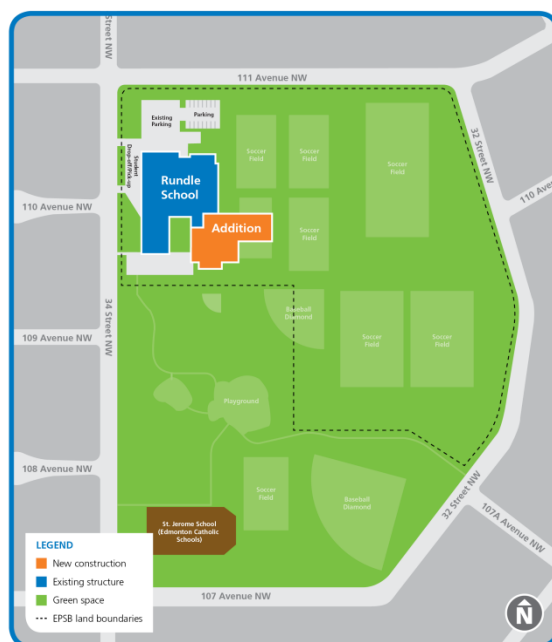 34 Street NW
111 Avenue NW
32 Street NW
Existing
Parking
Parking
Student
Drop-off/Pick-up
Soccer
Field
Soccer
Field
Soccer
Field
Rundle
School
110 Avenue NW
110 Ave
Addition
Soccer
Field
34 Street NW
Baseball
Diamond
Soccer
Field
Soccer
Field
109 Avenue NW
Playground
108 Avenue NW
Soccer
Field
Baseball
Diamond
32 Street NW
107A Avenue NW
St. Jerome School
(Edmonton Catholic
Schools)
LEGEND
New construction
Existing structure
Green space
EPSB land boundaries
107 Avenue NW
N